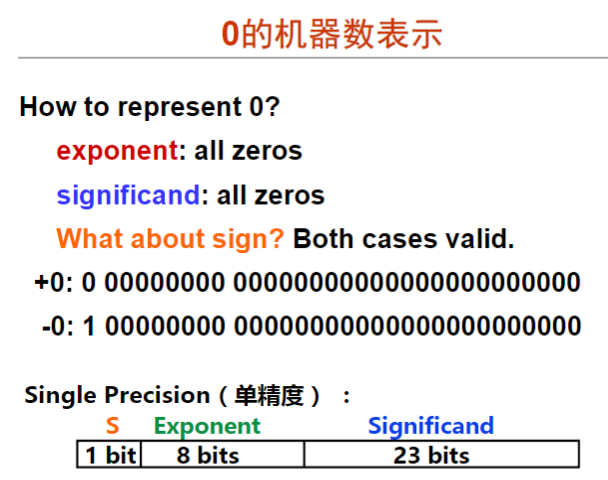 0的机器数表示
How to represent 0?
exponent: all zeros
significand: all zeros
What about sign? Both cases valid.
+0: 0 00000000 00000000000000000000000
-0: 1 00000000 00000000000000000000000
Single Precision（单精度）：
S Exponent Significand
1 bit 8 bits 23 bits